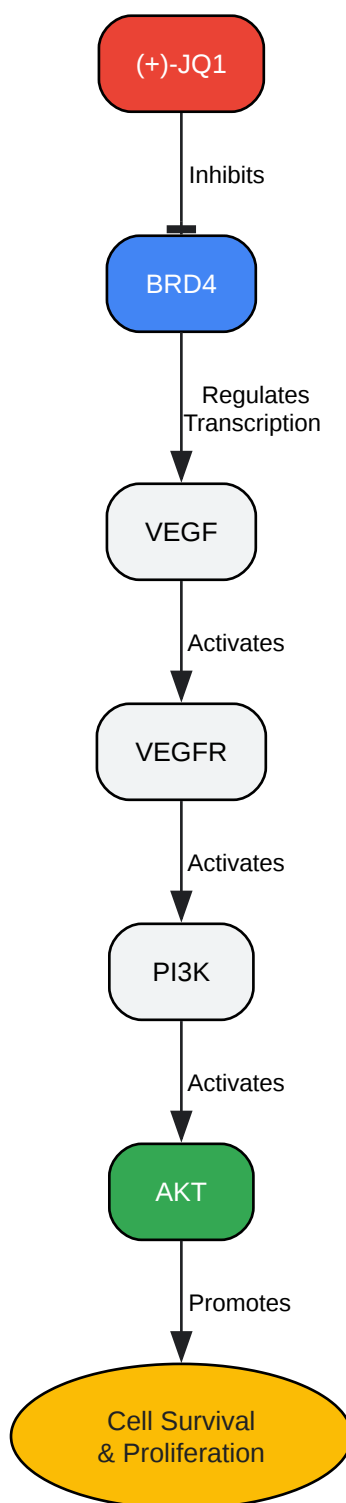 (+)-JQ1
Inhibits
BRD4
Regulates
Transcription
VEGF
Activates
VEGFR
Activates
PI3K
Activates
AKT
Promotes
Cell Survival
& Proliferation